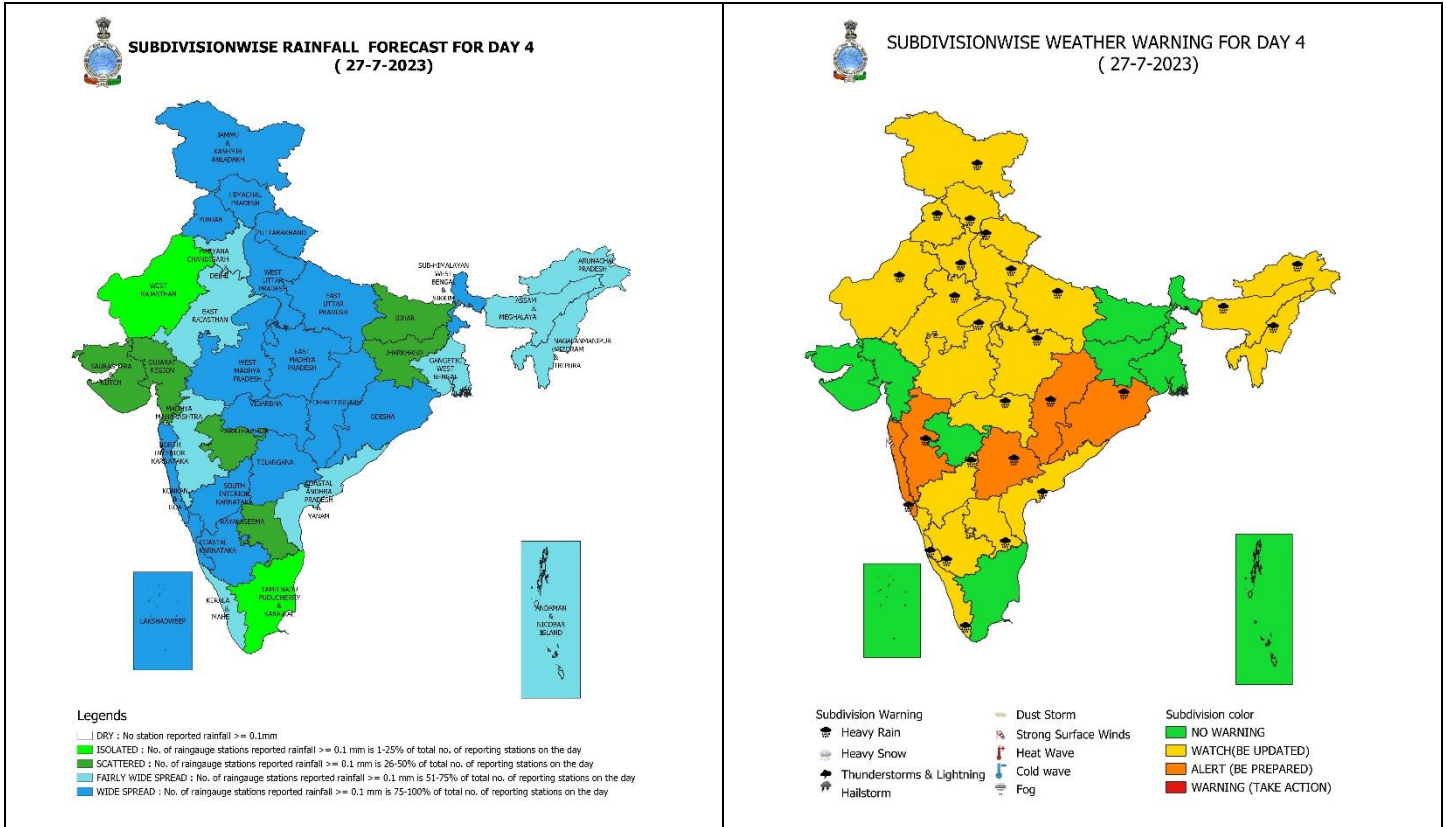 SUBDIVISIONWISE RAINFALL FORECAST FOR DAY 4
( 27-7-2023)
JAMMU
&
KASHMIR
ANLADAKH
HIMACHAL
PRADESH
PUNJAB
UTTARAKHAND
HARYANA
CHANDIGARH
&
DELHI
WEST
UTTAR
PRADESH
WEST
RAJASTHAN
EAST
RAJASTHAN
EAST
UTTAR
PRADESH
SUB-HIMALAYAN
WEST
BENGAL
&
SIKKIM
ARUNACHAL
PRADESH
ASSAM
&
MEGHALAYA
NAGALANMANIPUR
MIZORAM
&
TRIPURA
BIHAR
JHARKHAND
GANGETIC
WEST
BENGAL
SAURASHTRA
&
KUTCH
GUJARAT
REGION
WEST
MADHYA
PRADESH
EAST
MADHYA
PRADESH
VIDARBHA
CHHATTISGARH
ODISHA
MADHYA
MAHARASHTRA
MARATHAWADA
NORTH
INTERIOR
KARNATAKA
TELANGANA
KONKAN
&
GOA
SOUTH
INTERIOR
KARNATAKA
COASTAL
ANDHRA
PRADESH
&
YANAM
RAYALASEEMA
COASTAL
KARNATAKA
KERALA
&
MAHE
TAMILNADU
PUDUCHERRY
&
KARAIKAL
LAKSHADWEEP
ANDAMAN
&
NICOBAR
ISLAND
Legends
DRY : No station reported rainfall >= 0.1mm
ISOLATED : No. of raingauge stations reported rainfall >= 0.1 mm is 1-25% of total no. of reporting stations on the day
SCATTERED : No. of raingauge stations reported rainfall >= 0.1 mm is 26-50% of total no. of reporting stations on the day
FAIRLY WIDE SPREAD : No. of raingauge stations reported rainfall >= 0.1 mm is 51-75% of total no. of reporting stations on the day
WIDE SPREAD : No. of raingauge stations reported rainfall >= 0.1 mm is 75-100% of total no. of reporting stations on the day
SUBDIVISIONWISE WEATHER WARNING FOR DAY 4
( 27-7-2023)
Subdivision Warning
Heavy Rain
Heavy Snow
Thunderstorms & Lightning
Hailstorm
Dust Storm
Strong Surface Winds
Heat Wave
Cold wave
Fog
Subdivision color
NO WARNING
WATCH(BE UPDATED)
ALERT (BE PREPARED)
WARNING (TAKE ACTION)